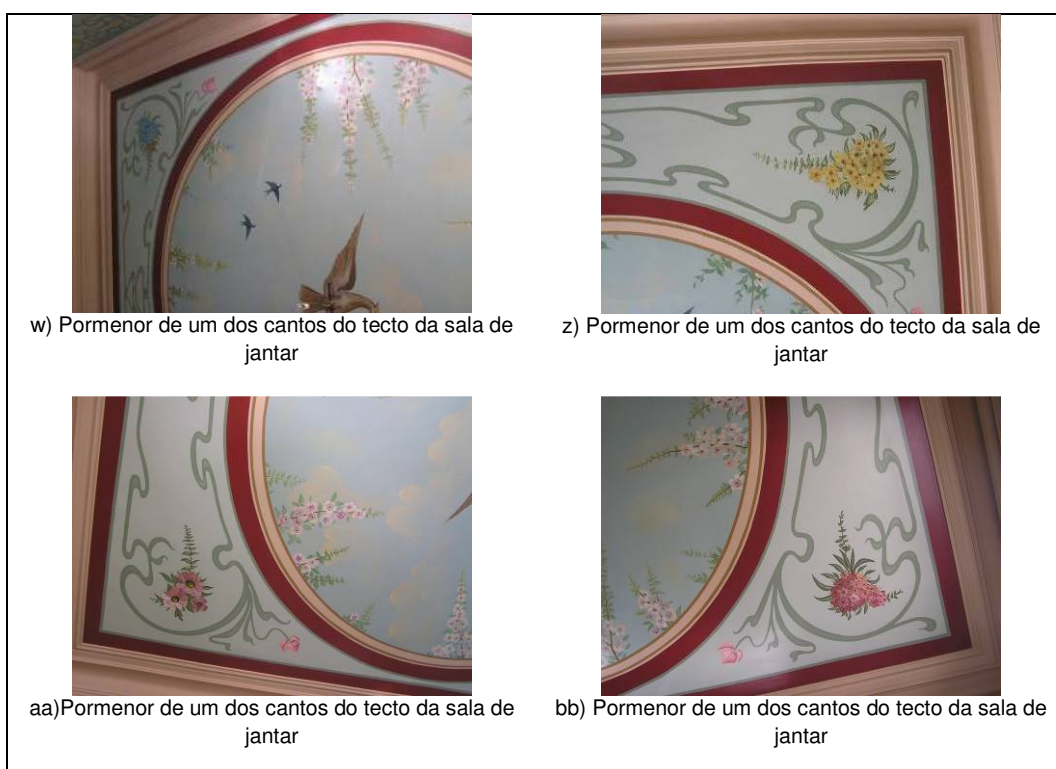 w) Pormenor de um dos cantos do tecto da sala de
jantar
z) Pormenor de um dos cantos do tecto da sala de
jantar
aa)Pormenor de um dos cantos do tecto da sala de
jantar
bb) Pormenor de um dos cantos do tecto da sala de
jantar